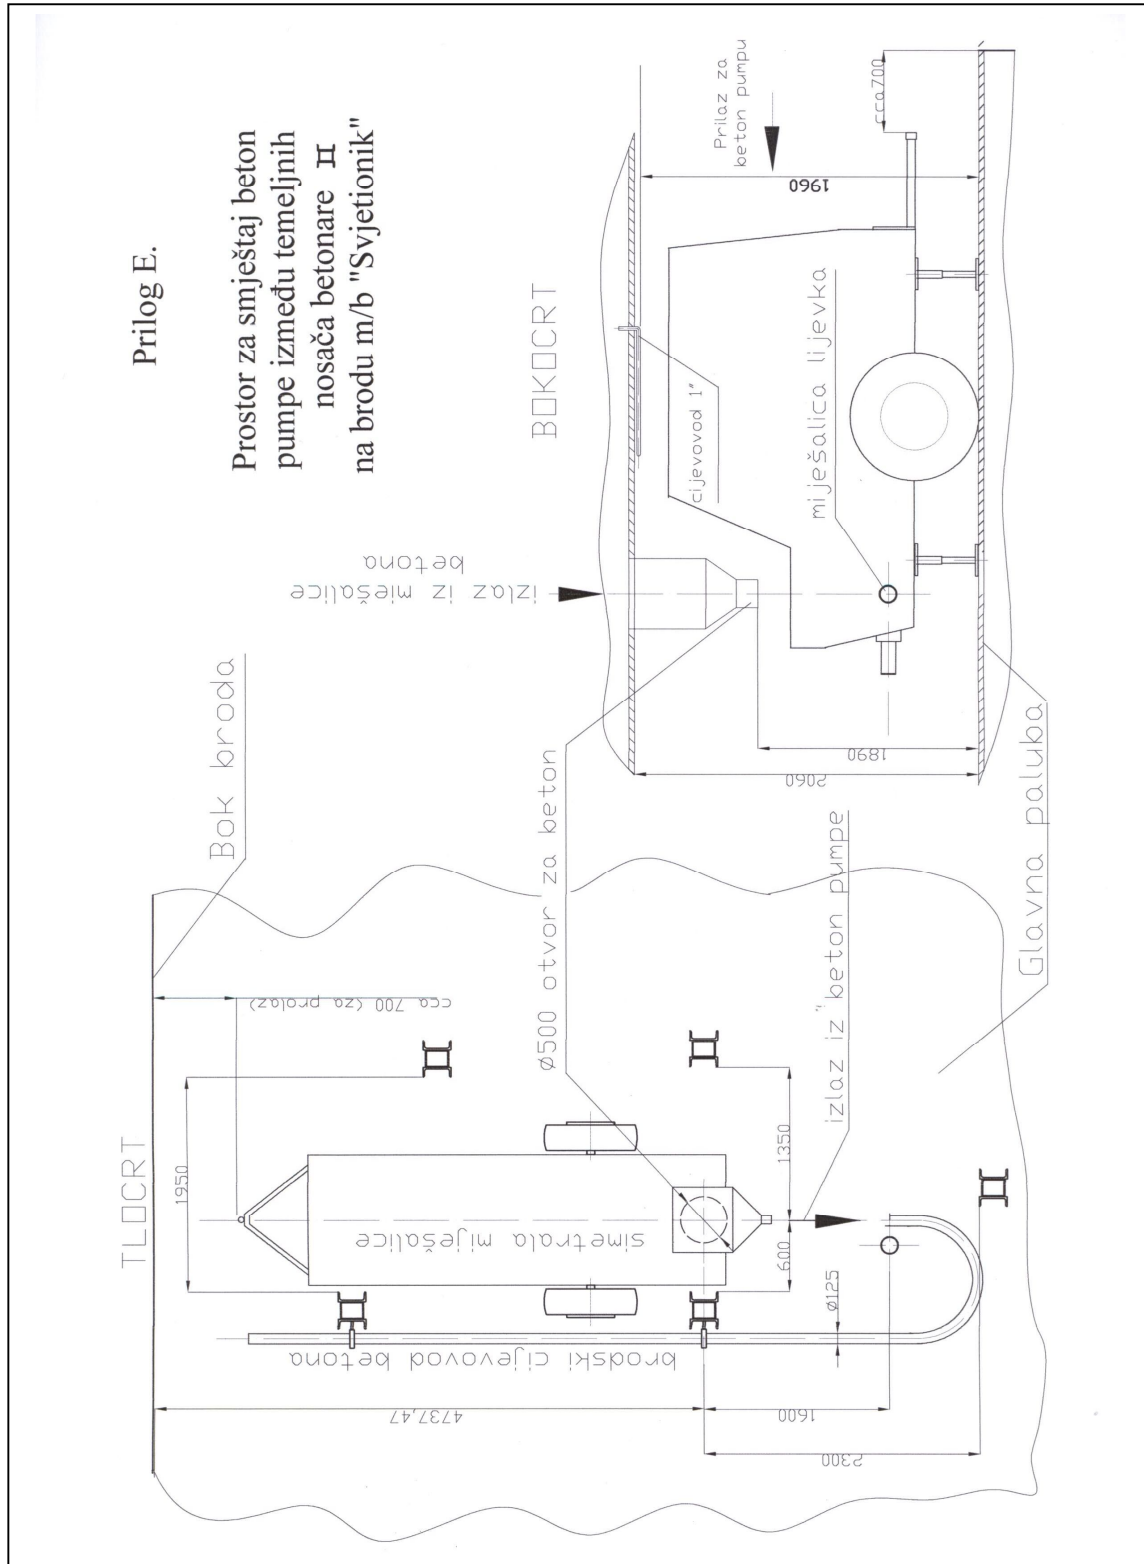 Prilog E.
Prostor za smještaj beton
pumpe između temeljnih
nosača betonare
na brodu m/b "Svjetionik"
TLOCRT
Bok broda
1950
cca 700 (za prolaz)
simetrala miješalice
brodski cijevovod betona
4737,47
Ø500 otvor za beton
1350
600
Ø125
1600
2300
izlaz iz beton pumpe
Glavna paluba
BOKOCRT
izlaz iz mješalice
betona
cijevovod 1"
miješalica lijevka
Prilaz za
beton pumpu
cca700
1960
1890
2060